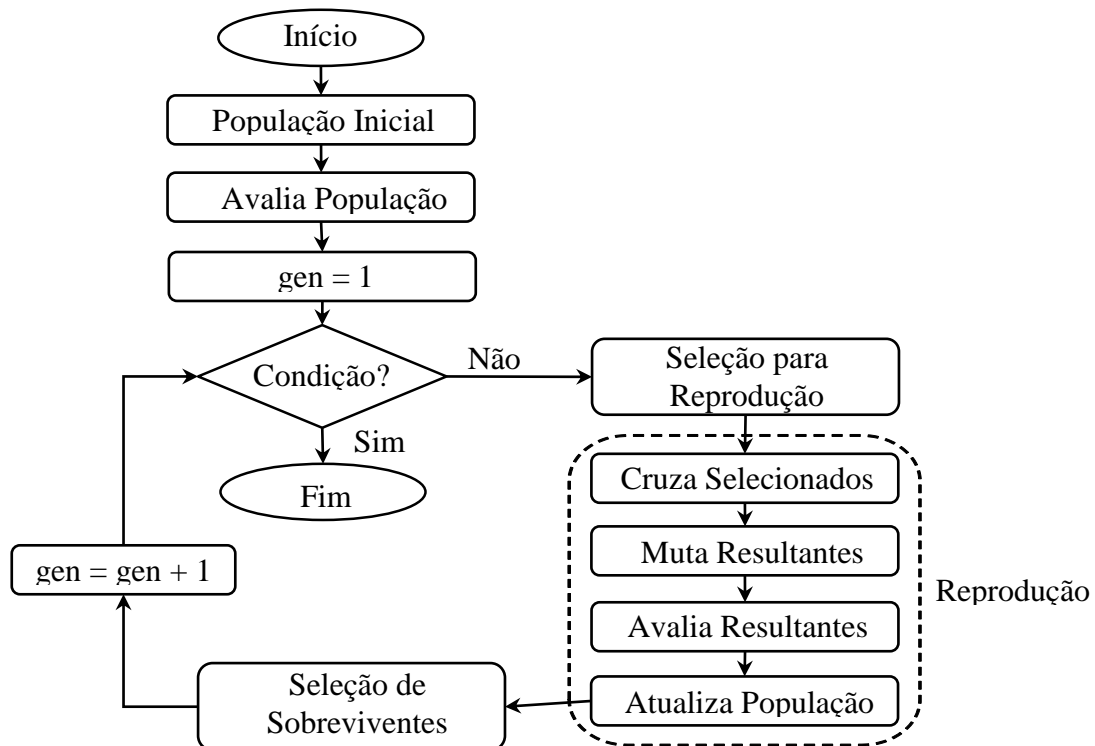 Início
População Inicial
Avalia População
gen = 1
Condição?
Não
Sim
Fim
Seleção para
Reprodução
Cruza Selecionados
Muta Resultantes
Avalia Resultantes
Atualiza População
Reprodução
Seleção de
Sobreviventes
gen = gen + 1